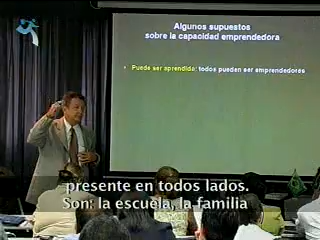 Algunos supuestos
sobre la capacidad emprendedora
• Puede ser aprendida: todos pueden ser emprendedores
presente en todos lados.
Son: la escuela, la familia